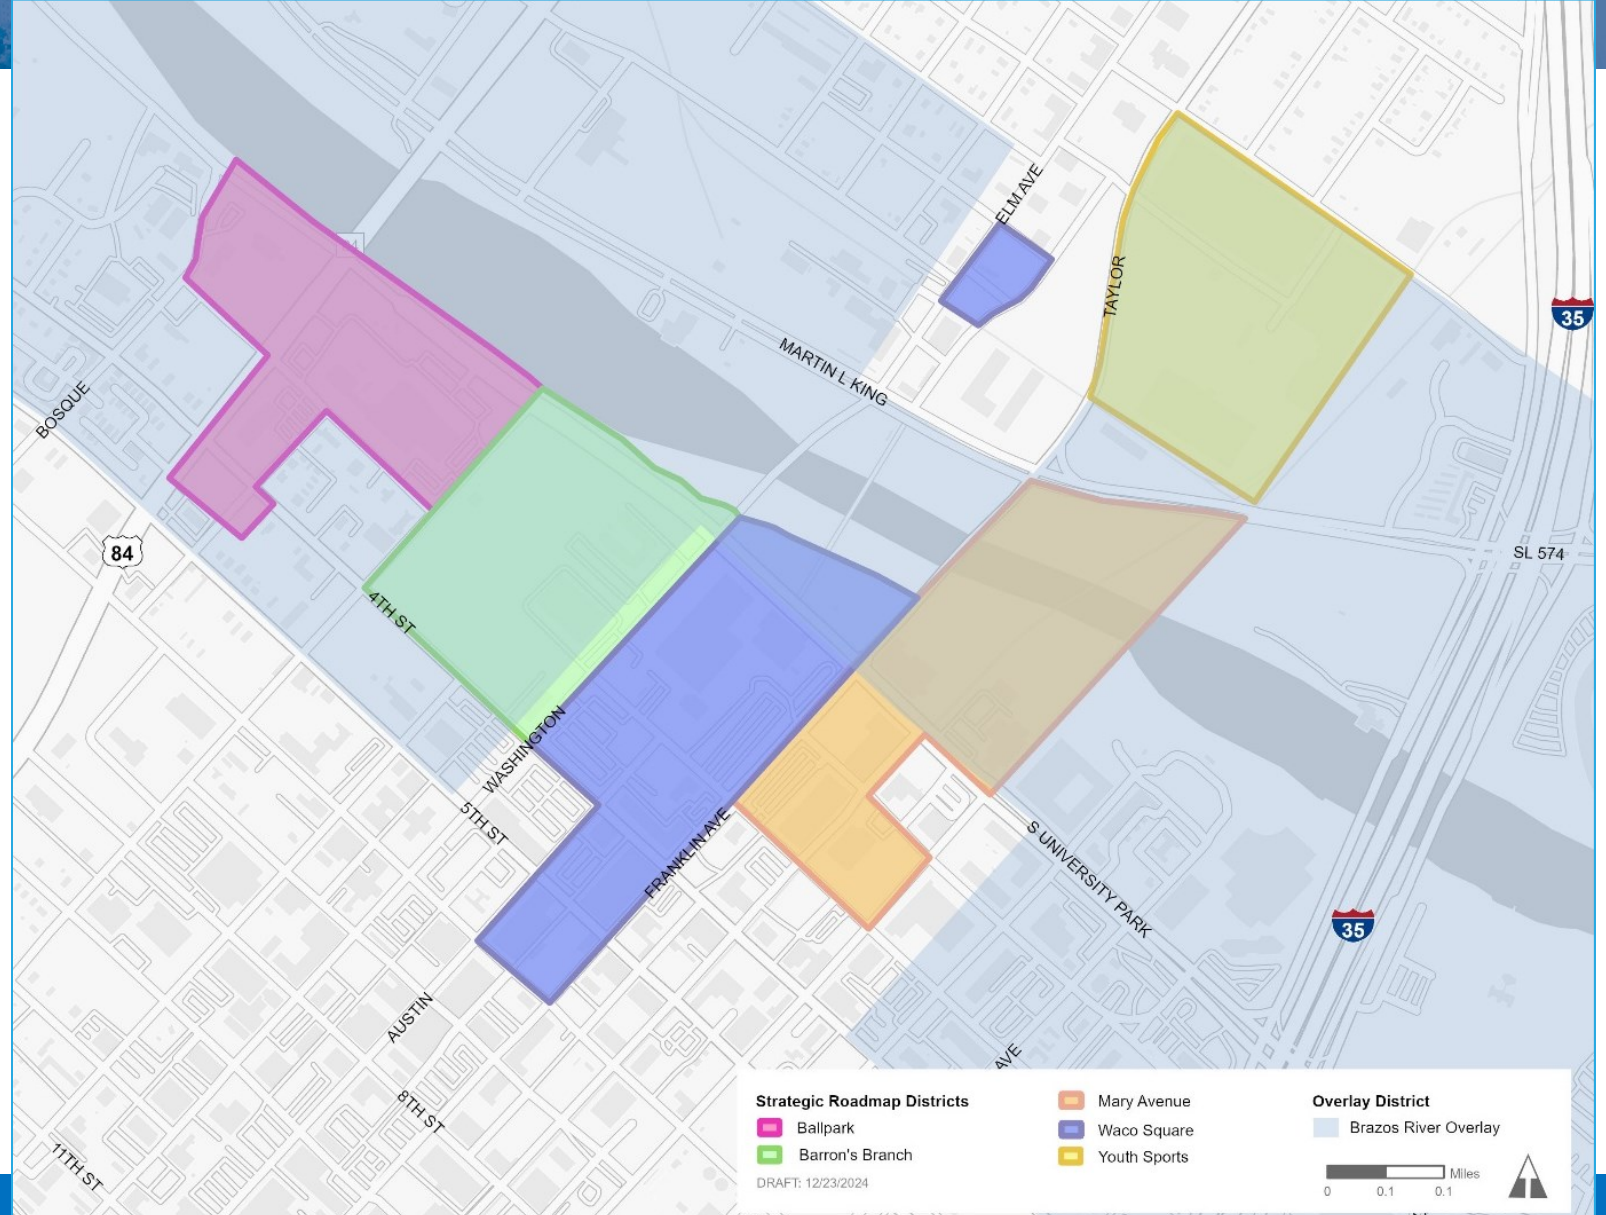 ELM AVE
TAYLOR
35
MARTIN L KING
BOSQUE
84
SL 574
4TH ST
WASHINGTON
5TH ST
FRANKLIN AVE
S UNIVERSITY PARK
35
AUSTIN
AVE
8TH ST
11TH ST
Strategic Roadmap Districts
Ballpark
Barron's Branch
DRAFT: 12/23/2024
Mary Avenue
Waco Square
Youth Sports
Overlay District
Brazos River Overlay
Miles
0 0.1 0.1